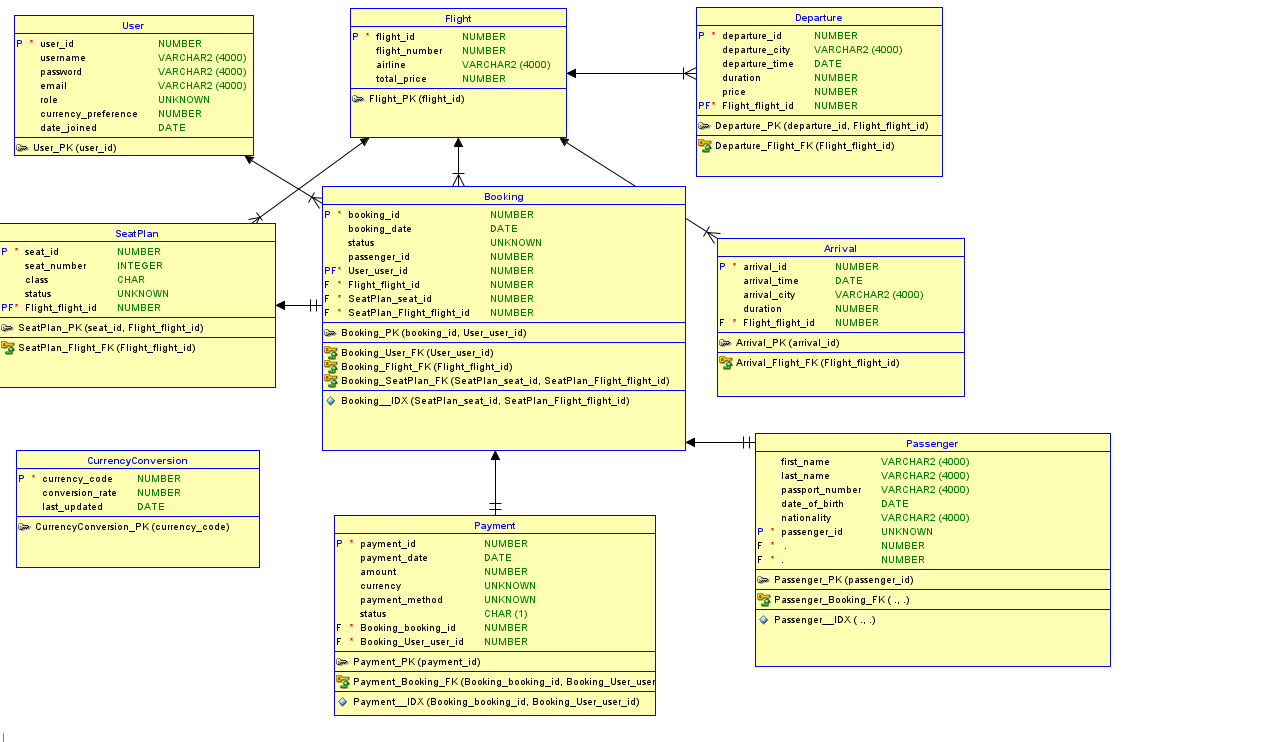 User
P * user_id NUMBER
username VARCHAR2 (4000)
password VARCHAR2 (4000)
email VARCHAR2 (4000)
role UNKNOWN
currency_preference NUMBER
date_joined DATE
User_PK (user_id)
Flight
P * flight_id NUMBER
flight_number NUMBER
airline VARCHAR2 (4000)
total_price NUMBER
Flight_PK (flight_id)
Departure
P * departure_id NUMBER
departure_city VARCHAR2 (4000)
departure_time DATE
duration NUMBER
price NUMBER
PF* Flight_flight_id NUMBER
Departure_PK (departure_id, Flight_flight_id)
Departure_Flight_FK (Flight_flight_id)
SeatPlan
P * seat_id NUMBER
seat_number INTEGER
class CHAR
status UNKNOWN
PF* Flight_flight_id NUMBER
SeatPlan_PK (seat_id, Flight_flight_id)
SeatPlan_Flight_FK (Flight_flight_id)
Booking
P * booking_id NUMBER
booking_date DATE
status UNKNOWN
passenger_id NUMBER
PF* User_user_id NUMBER
F * Flight_flight_id NUMBER
F * SeatPlan_seat_id NUMBER
F * SeatPlan_Flight_flight_id NUMBER
Booking_PK (booking_id, User_user_id)
Booking_User_FK (User_user_id)
Booking_Flight_FK (Flight_flight_id)
Booking_SeatPlan_FK (SeatPlan_seat_id, SeatPlan_Flight_flight_id)
Booking__IDX (SeatPlan_seat_id, SeatPlan_Flight_flight_id)
Arrival
P * arrival_id NUMBER
arrival_time DATE
arrival_city VARCHAR2 (4000)
duration NUMBER
F * Flight_flight_id NUMBER
Arrival_PK (arrival_id)
Arrival_Flight_FK (Flight_flight_id)
CurrencyConversion
P * currency_code NUMBER
conversion_rate NUMBER
last_updated DATE
CurrencyConversion_PK (currency_code)
Payment
P * payment_id NUMBER
payment_date DATE
amount NUMBER
currency UNKNOWN
payment_method UNKNOWN
status CHAR (1)
F * Booking_booking_id NUMBER
F * Booking_User_user_id NUMBER
Payment_PK (payment_id)
Payment_Booking_FK (Booking_booking_id, Booking_User_user
Payment__IDX (Booking_booking_id, Booking_User_user_id)
Passenger
first_name VARCHAR2 (4000)
last_name VARCHAR2 (4000)
passport_number VARCHAR2 (4000)
date_of_birth DATE
nationality VARCHAR2 (4000)
P * passenger_id UNKNOWN
F * . NUMBER
F * . NUMBER
Passenger_PK (passenger_id)
Passenger_Booking_FK ( ., .)
Passenger__IDX ( ., .)